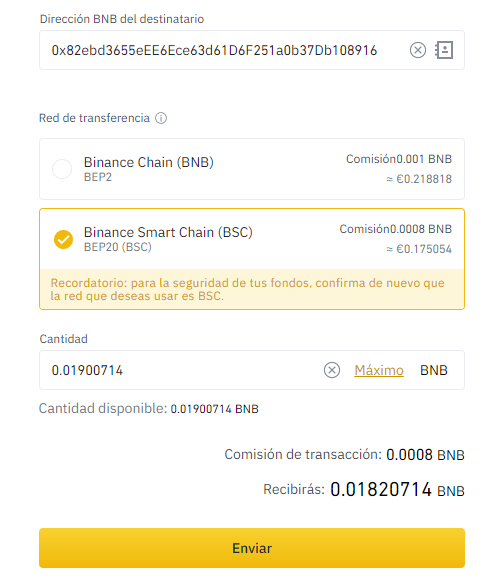 Dirección BNB del destinatario
0x82ebd3655eEE6Ece63d61D6F251a0b37Db108916
Red de transferencia
Binance Chain (BNB)
Comisión0.001 BNB
BEP2
≈ €0.218818
Binance Smart Chain (BSC)
Comisión0.0008 BNB
BEP20 (BSC)
≈ €0.175054
Recordatorio: para la seguridad de tus fondos, confirma de nuevo que
la red que deseas usar es BSC.
Cantidad
0.01900714
Máximo
BNB
Cantidad disponible: 0.01900714 BNB
Comisión de transacción: 0.0008 BNB
Recibirás: 0.01820714 BNB
Enviar